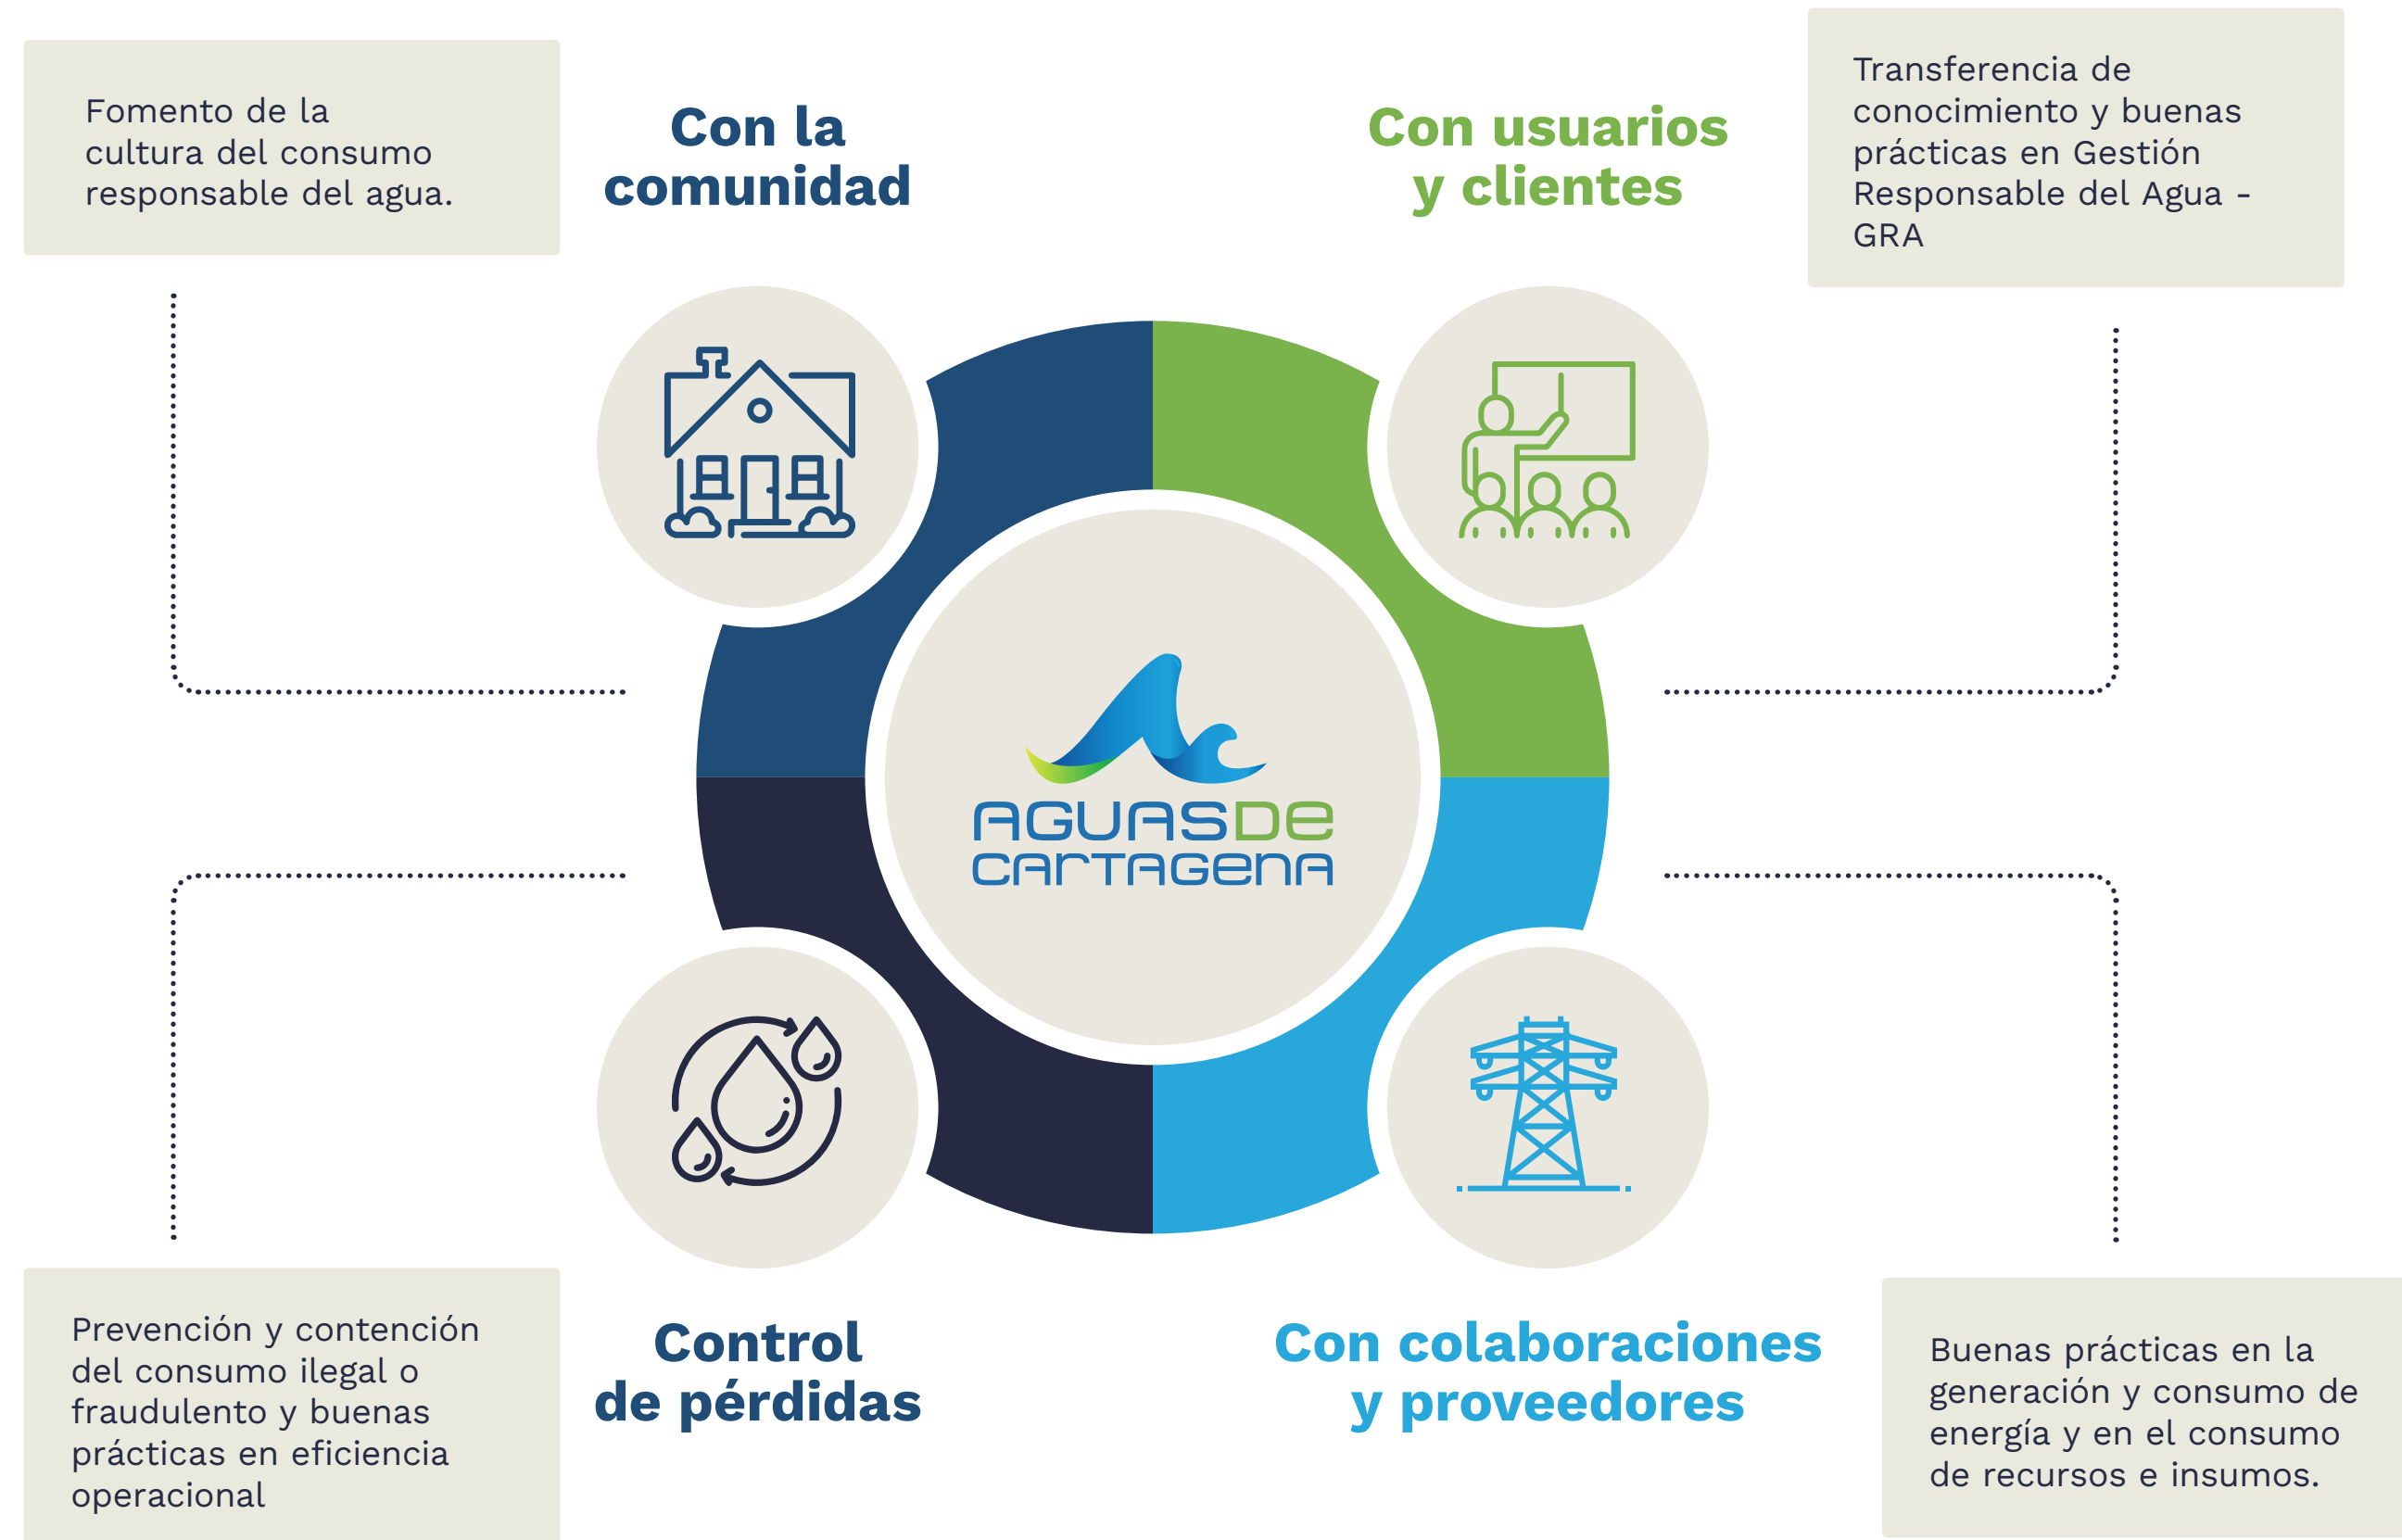 Fomento de la
cultura del consumo
responsable del agua.
Con la
comunidad
Con usuarios
y clientes
Transferencia de
conocimiento y buenas
prácticas en Gestión
Responsable del Agua -
GRA
AGUASDE
CARTAGENA
Prevención y contención
del consumo ilegal o
fraudulento y buenas
prácticas en eficiencia
operacional
Control
de pérdidas
Con colaboraciones
y proveedores
Buenas prácticas en la
generación y consumo de
energía y en el consumo
de recursos e insumos.